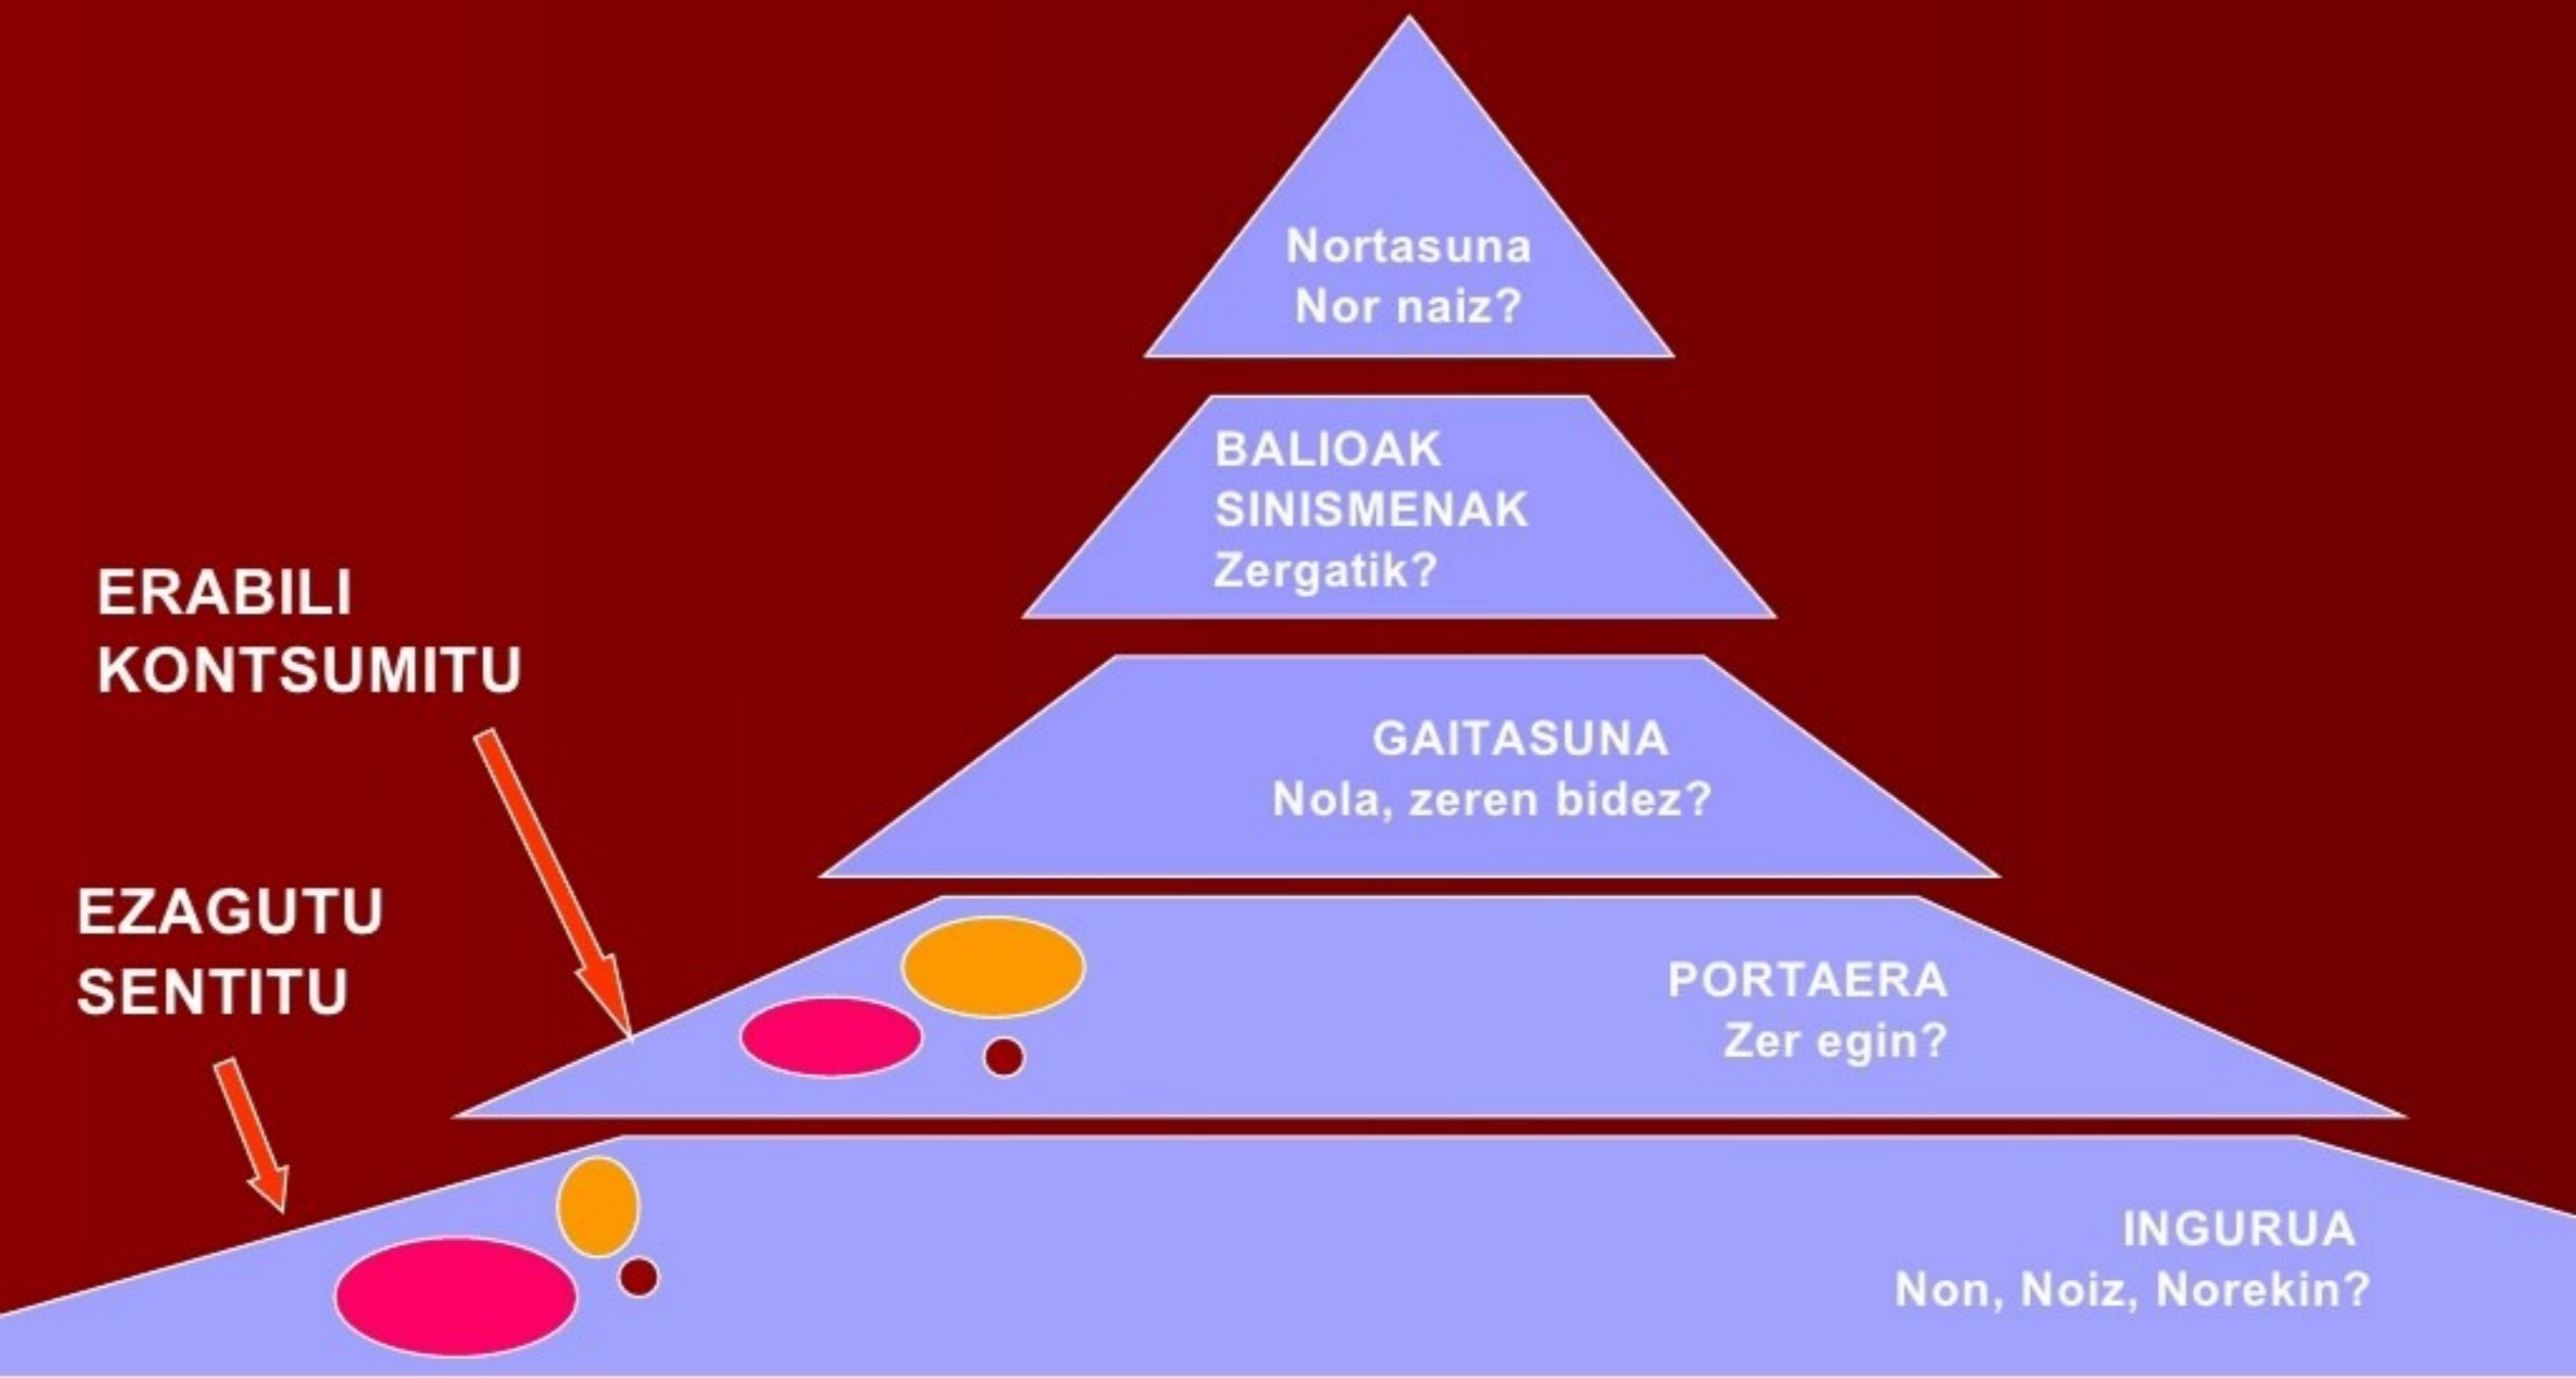 Nortasuna
Nor naiz?
BALIOAK
SINISMENAK
Zergatik?
ERABILI
KONTSUMITU
GAITASUNA
Nola, zeren bidez?
EZAGUTU
SENTITU
PORTAERA
Zer egin?
INGURUA
Non, Noiz, Norekin?